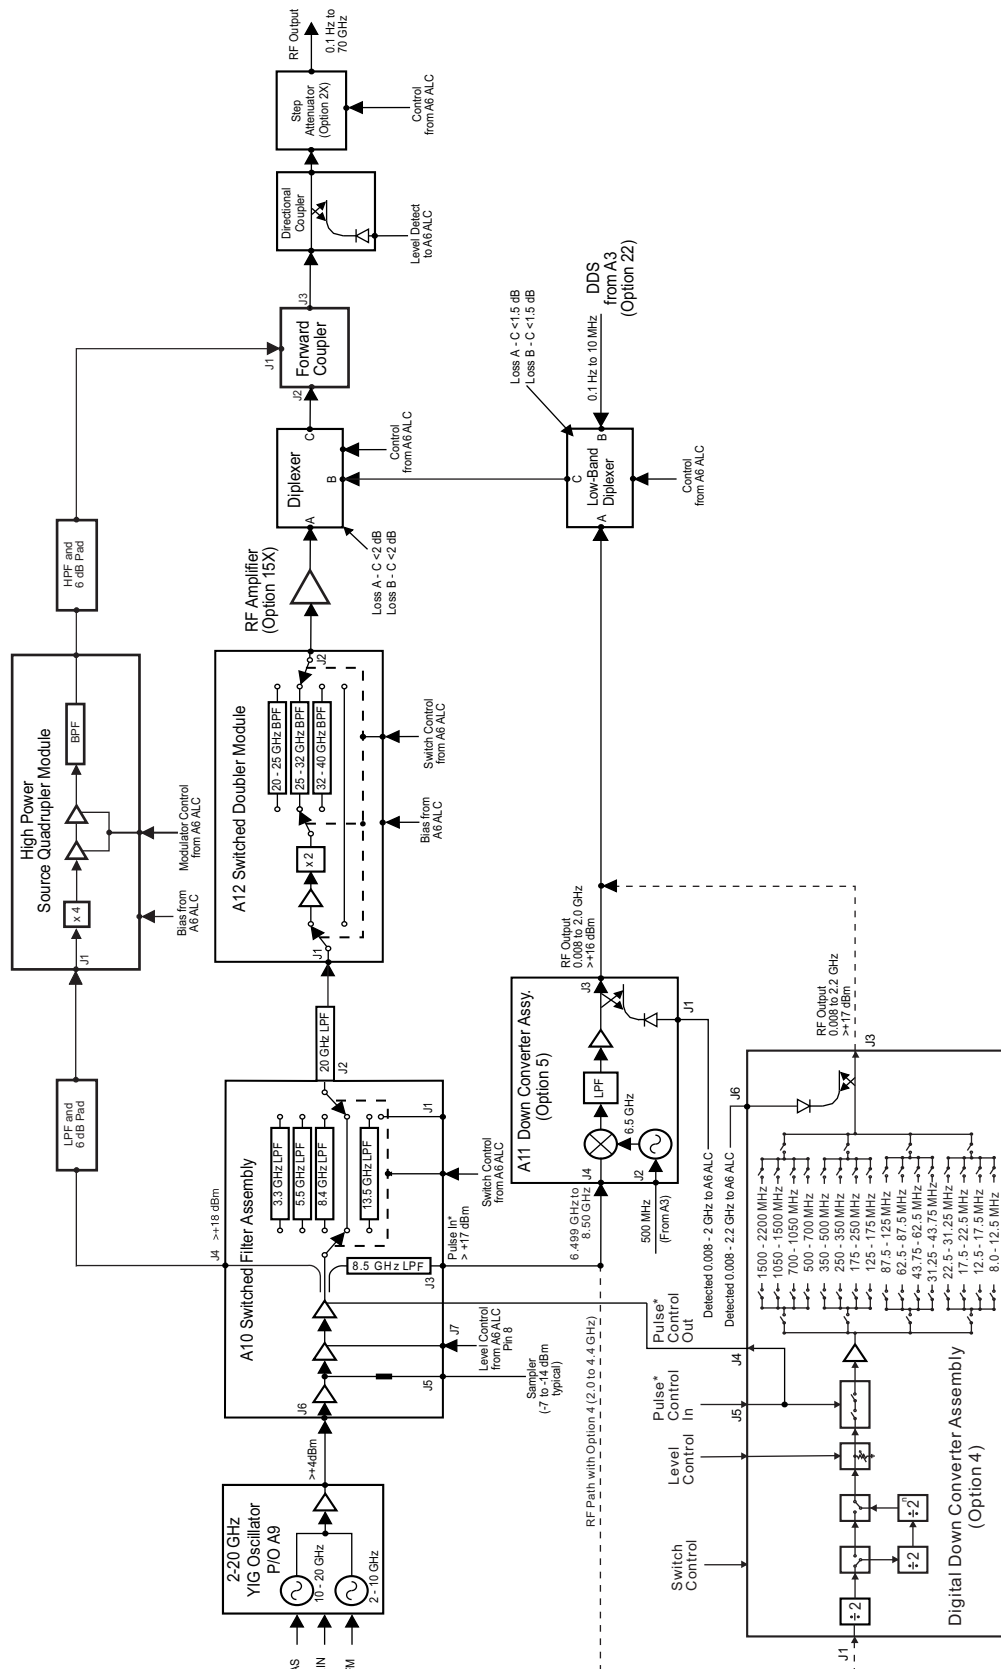 RF Output
0.1 Hz to
70 GHz
Step
Attenuator
(Option 2X)
Control
from A6 ALC
Directional
Coupler
Level Detect
to A6 ALC
J3
Forward
Coupler
J1
J2
HPF and
6 dB Pad
High Power
Source Quadrupler Module
BPF
x 4
J1
Modulator Control
from A6 ALC
Bias from
A6 ALC
LPF and
6 dB Pad
Diplexer
A
B
C
Control
from A6 ALC
Loss A - C <2 dB
Loss B - C <2 dB
RF Amplifier
(Option 15X)
DDS
from A3
(Option 22)
0.1 Hz to 10 MHz
Loss A - C <1.5 dB
Loss B - C <1.5 dB
Low-Band
Diplexer
A
B
C
Control
from A6 ALC
A12 Switched Doubler Module
J2
20 - 25 GHz BPF
25 - 32 GHz BPF
32 - 40 GHz BPF
x 2
J1
Switch Control
from A6 ALC
Bias from
A6 ALC
20 GHz LPF
J2
A10 Switched Filter Assembly
3.3 GHz LPF
5.5 GHz LPF
8.4 GHz LPF
13.5 GHz LPF
J1
Switch Control
from A6 ALC
J4
>+18 dBm
8.5 GHz LPF
J3
Pulse In*
> +17 dBm
J7
Level Control
from A6 ALC
Pin 8
J5
Sampler
(-7 to -14 dBm
typical)
J6
>+4dBm
2-20 GHz
YIG Oscillator
P/O A9
10 - 20 GHz
2 - 10 GHz
AS
IN
FM
A11 Down Converter Assy.
(Option 5)
RF Output
0.008 to 2.0 GHz
>+16 dBm
J3
J1
LPF
6.5 GHz
J4
J2
6.499 GHz to
8.50 GHz
500 MHz
(From A3)
Detected 0.008 - 2 GHz to A6 ALC
Detected 0.008 - 2.2 GHz to A6 ALC
RF Path with Option 4 (2.0 to 4.4 GHz)
RF Output
0.008 to 2.2 GHz
>+17 dBm
J3
J6
1500 - 2200 MHz
1050 - 1500 MHz
700 - 1050 MHz
500 - 700 MHz
350 - 500 MHz
250 - 350 MHz
175 - 250 MHz
125 - 175 MHz
87.5 - 125 MHz
62.5 - 87.5 MHz
43.75 - 62.5 MHz
31.25 - 43.75 MHz
22.5 - 31.25 MHz
17.5 - 22.5 MHz
12.5 - 17.5 MHz
8.0 - 12.5 MHz
Pulse*
Control
Out
J4
Pulse*
Control
In
J5
Level
Control
Switch
Control
÷ 2
÷ 2
÷ 2ⁿ
J1
Digital Down Converter Assembly
(Option 4)